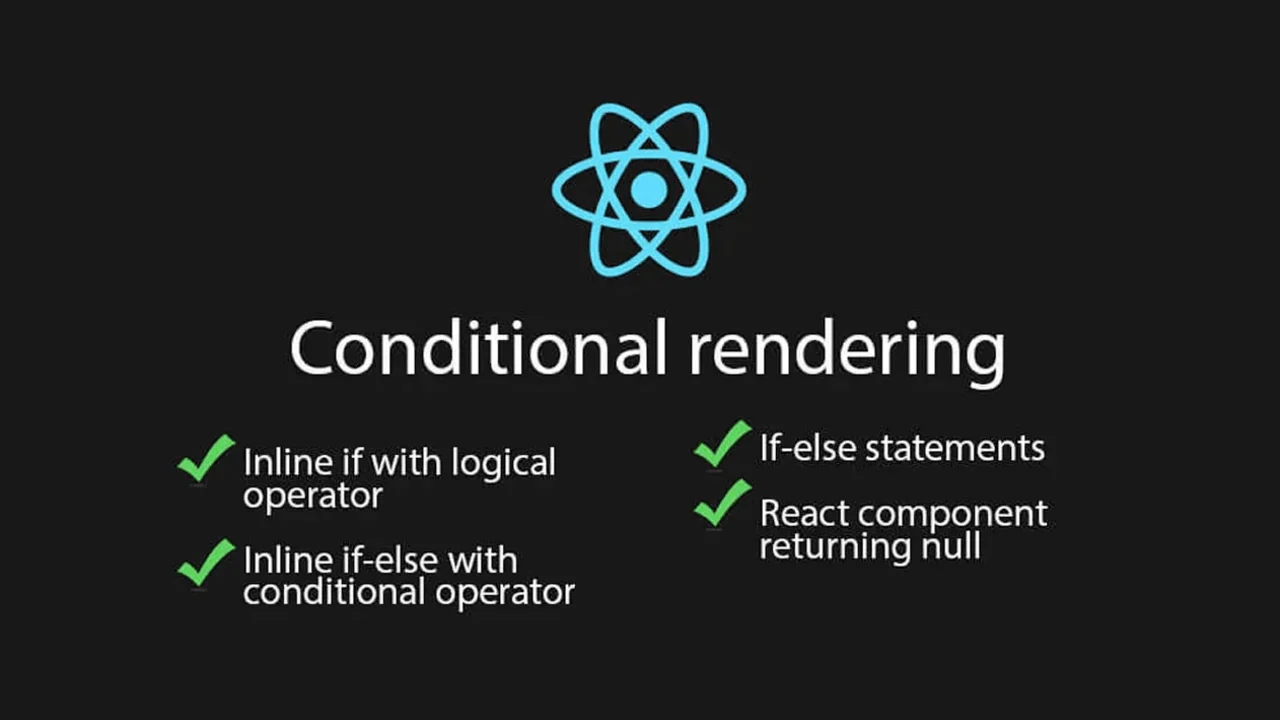 Conditional rendering
Inline if with logical
operator
Inline if-else with
conditional operator
If-else statements
React component
returning null